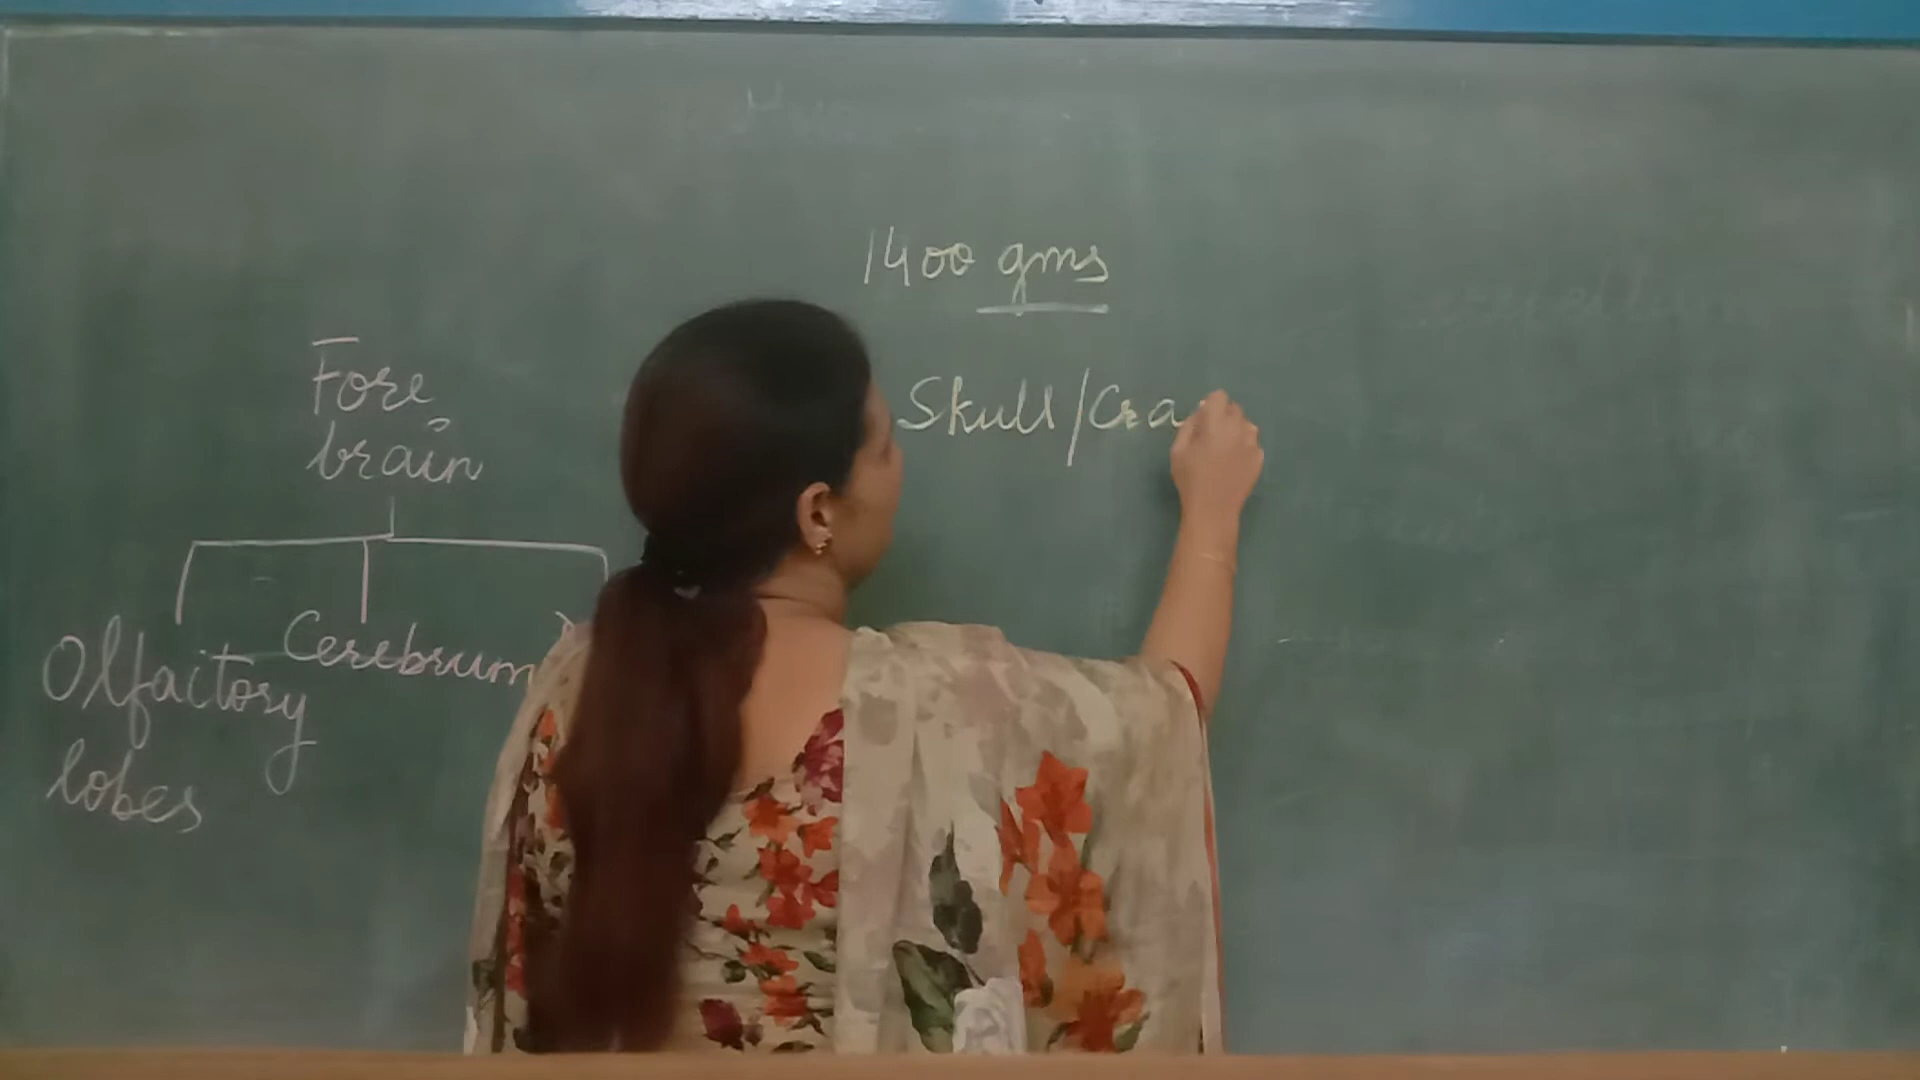 1400 gms
Skull/Cra
Fore
brain
Olfactory
lobes
Cerebrum